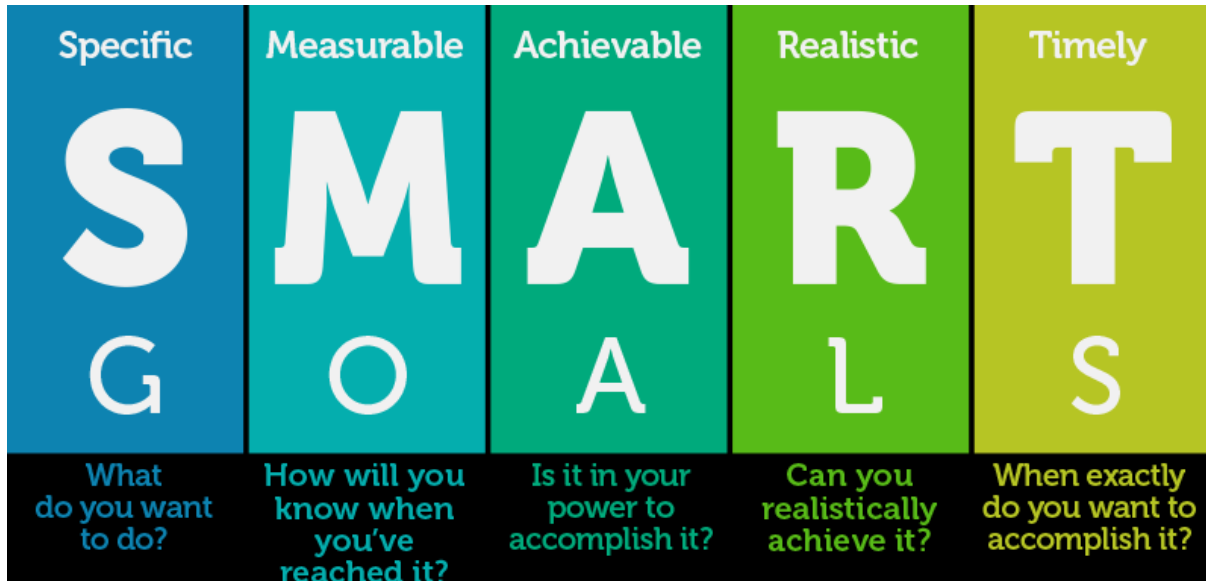 Specific Measurable Achievable Realistic Timely
S M A R T
G O A L S
What
do you want
to do?
How will you
know when
you've
reached it?
Is it in your
power to
accomplish it?
Can you
realistically
achieve it?
When exactly
do you want to
accomplish it?